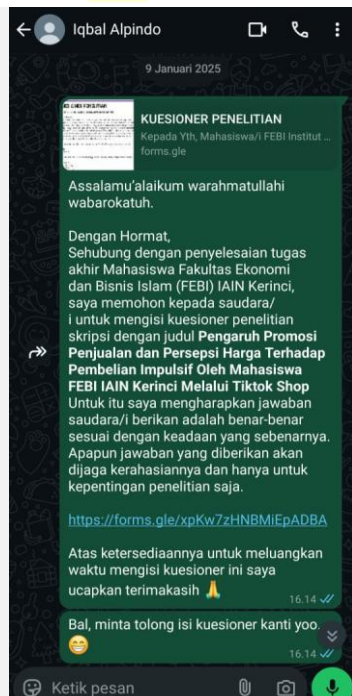 Iqbal Alpindo
9 Januari 2025
KUESIONER PENELITIAN
Kepada Yth, Mahasiswa/i FEBI Institut ...
forms.gle
Assalamu'alaikum warahmatullahi
wabarokatuh.
Dengan Hormat,
Sehubung dengan penyelesaian tugas
akhir Mahasiswa Fakultas Ekonomi
dan Bisnis Islam (FEBI) IAIN Kerinci,
saya memohon kepada saudara/
i untuk mengisi kuesioner penelitian
skripsi dengan judul Pengaruh Promosi
Penjualan dan Persepsi Harga Terhadap
Pembelian Impulsif Oleh Mahasiswa
FEBI IAIN Kerinci Melalui Tiktok Shop
Untuk itu saya mengharapkan jawaban
saudara/i berikan adalah benar-benar
sesuai dengan keadaan yang sebenarnya.
Apapun jawaban yang diberikan akan
dijaga kerahasiannya dan hanya untuk
kepentingan penelitian saja.
https://forms.gle/xpKw7zHNBMiEpADBA
Atas ketersediaannya untuk meluangkan
waktu mengisi kuesioner ini saya
ucapkan terimakasih 🙏
16.14
Bal, minta tolong isi kuesioner kanti yoo.
😁
16.14
Ketik pesan